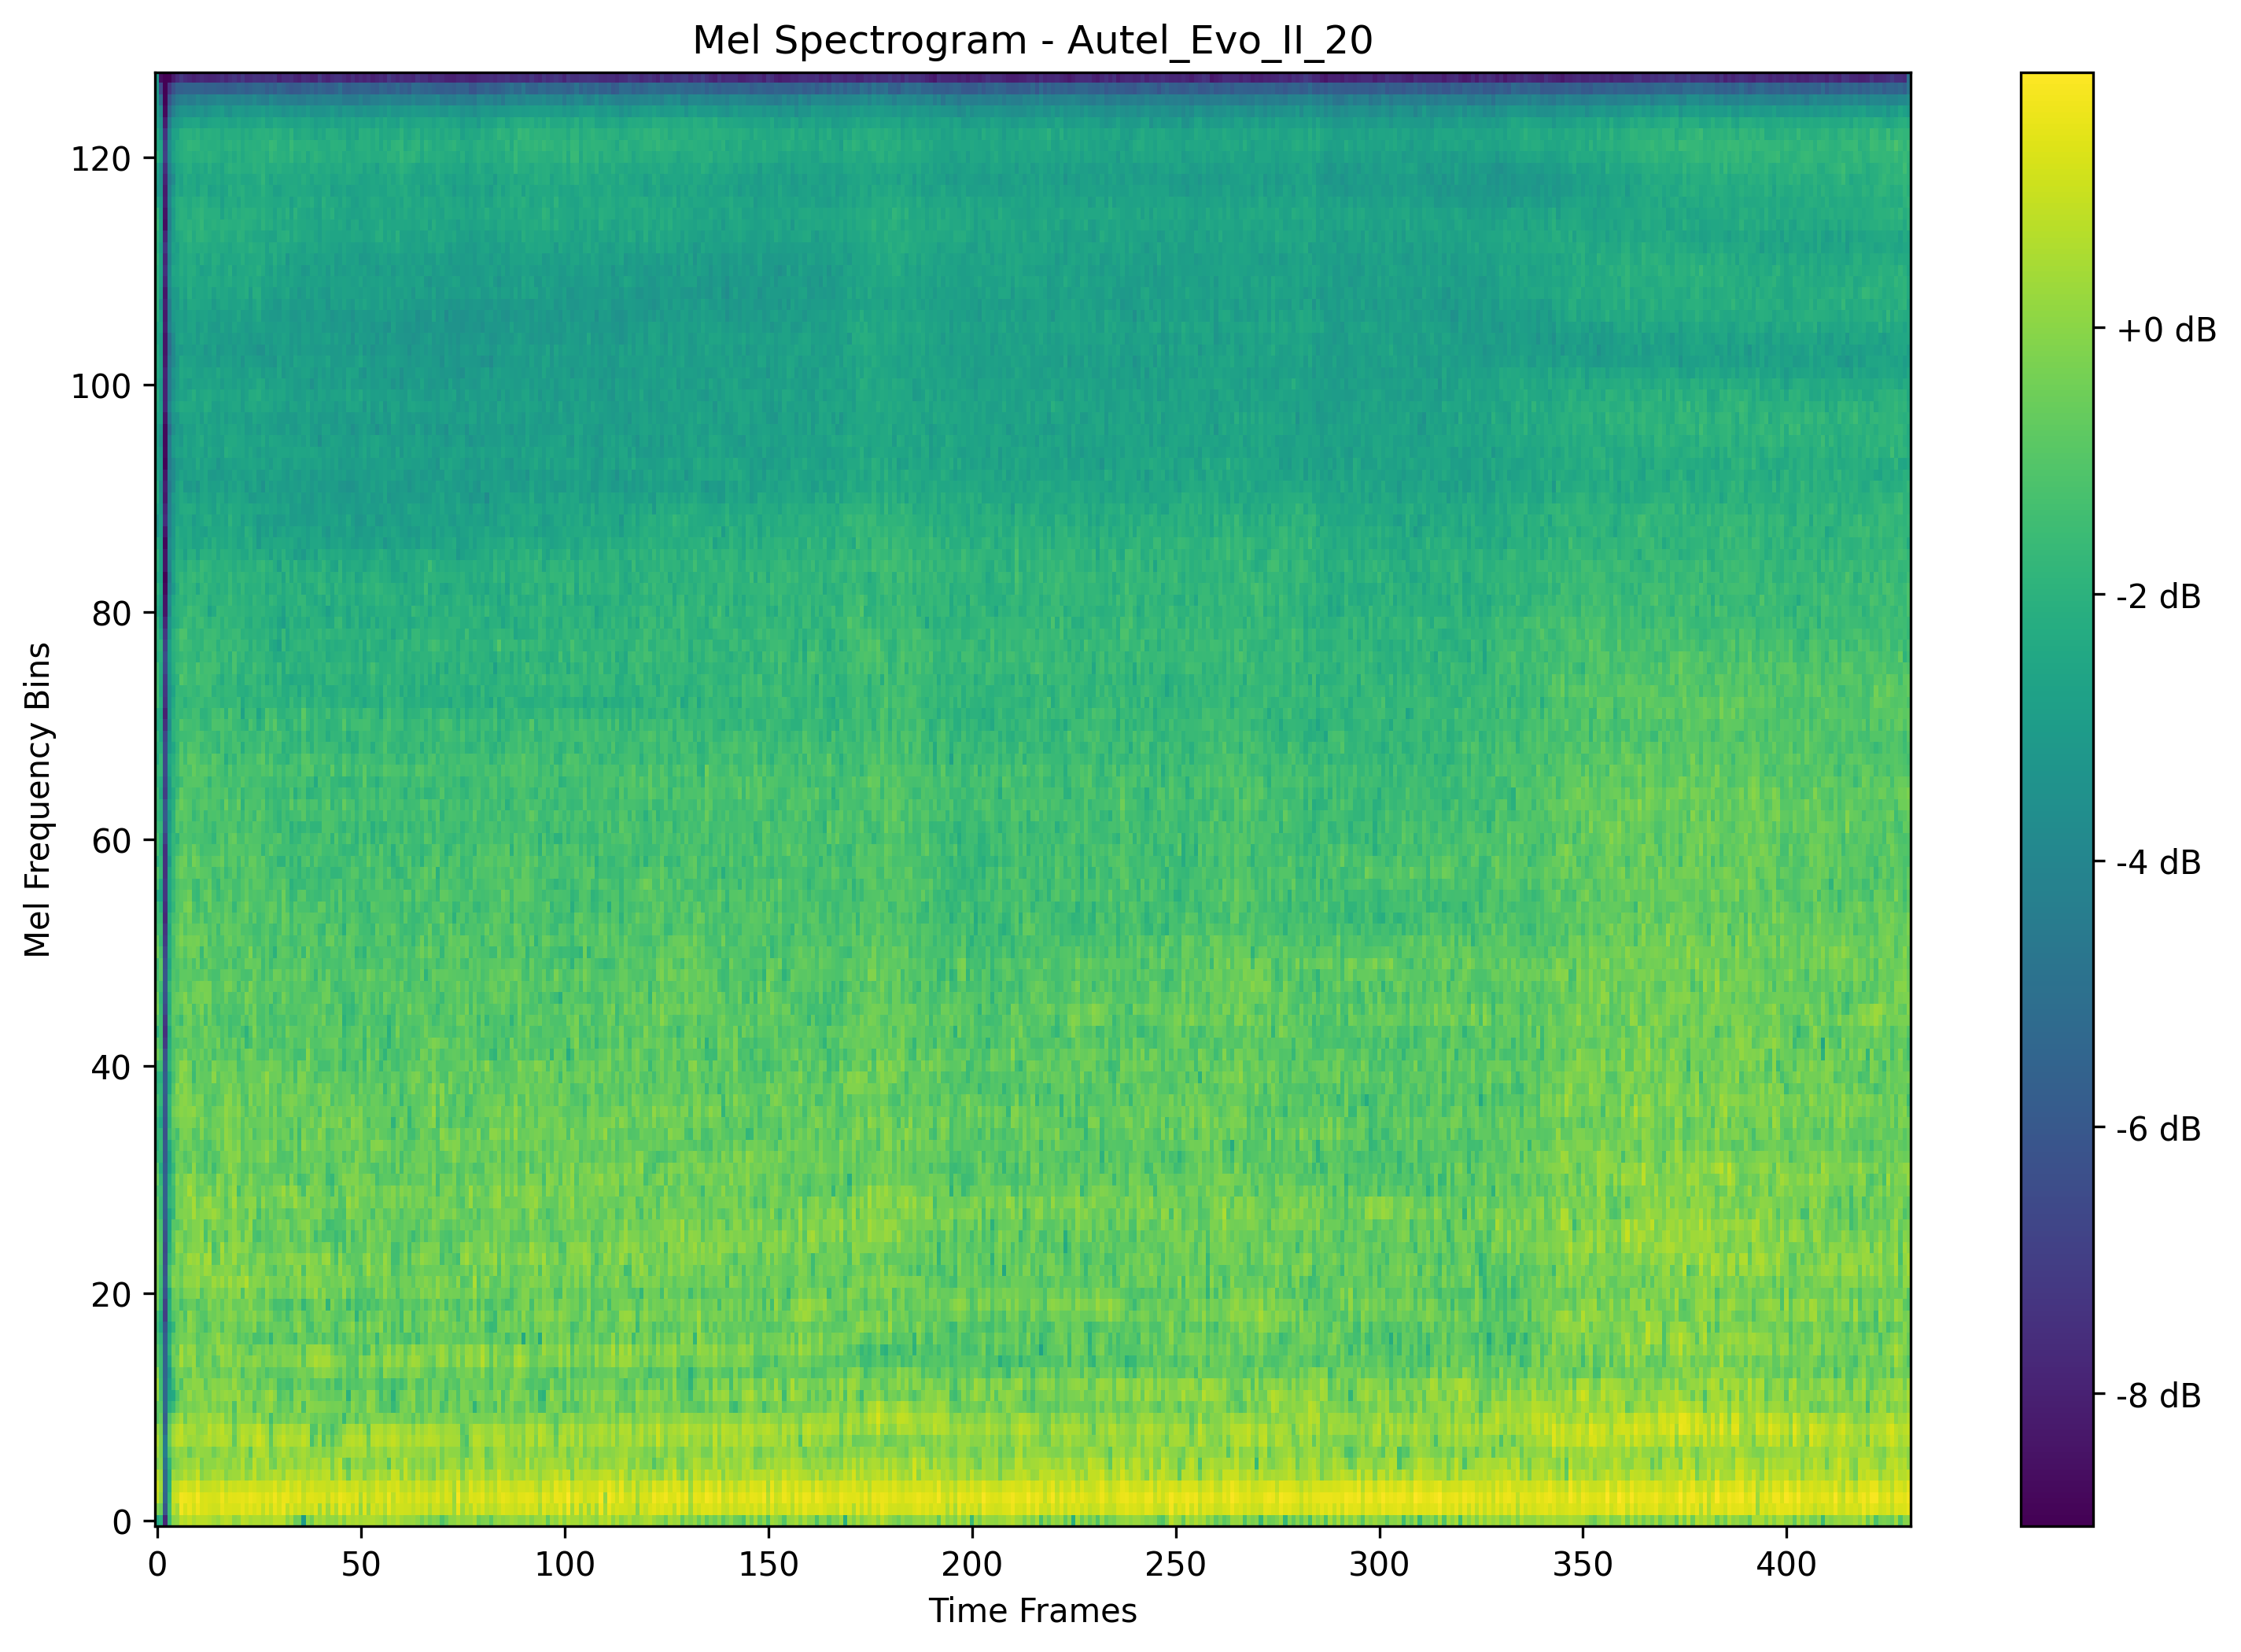 Mel Spectrogram - Autel_Evo_II_20
Mel Frequency Bins
120
100
80
60
40
20
0
0 50 100 150 200 250 300 350 400
Time Frames
+0 dB
-2 dB
-4 dB
-6 dB
-8 dB